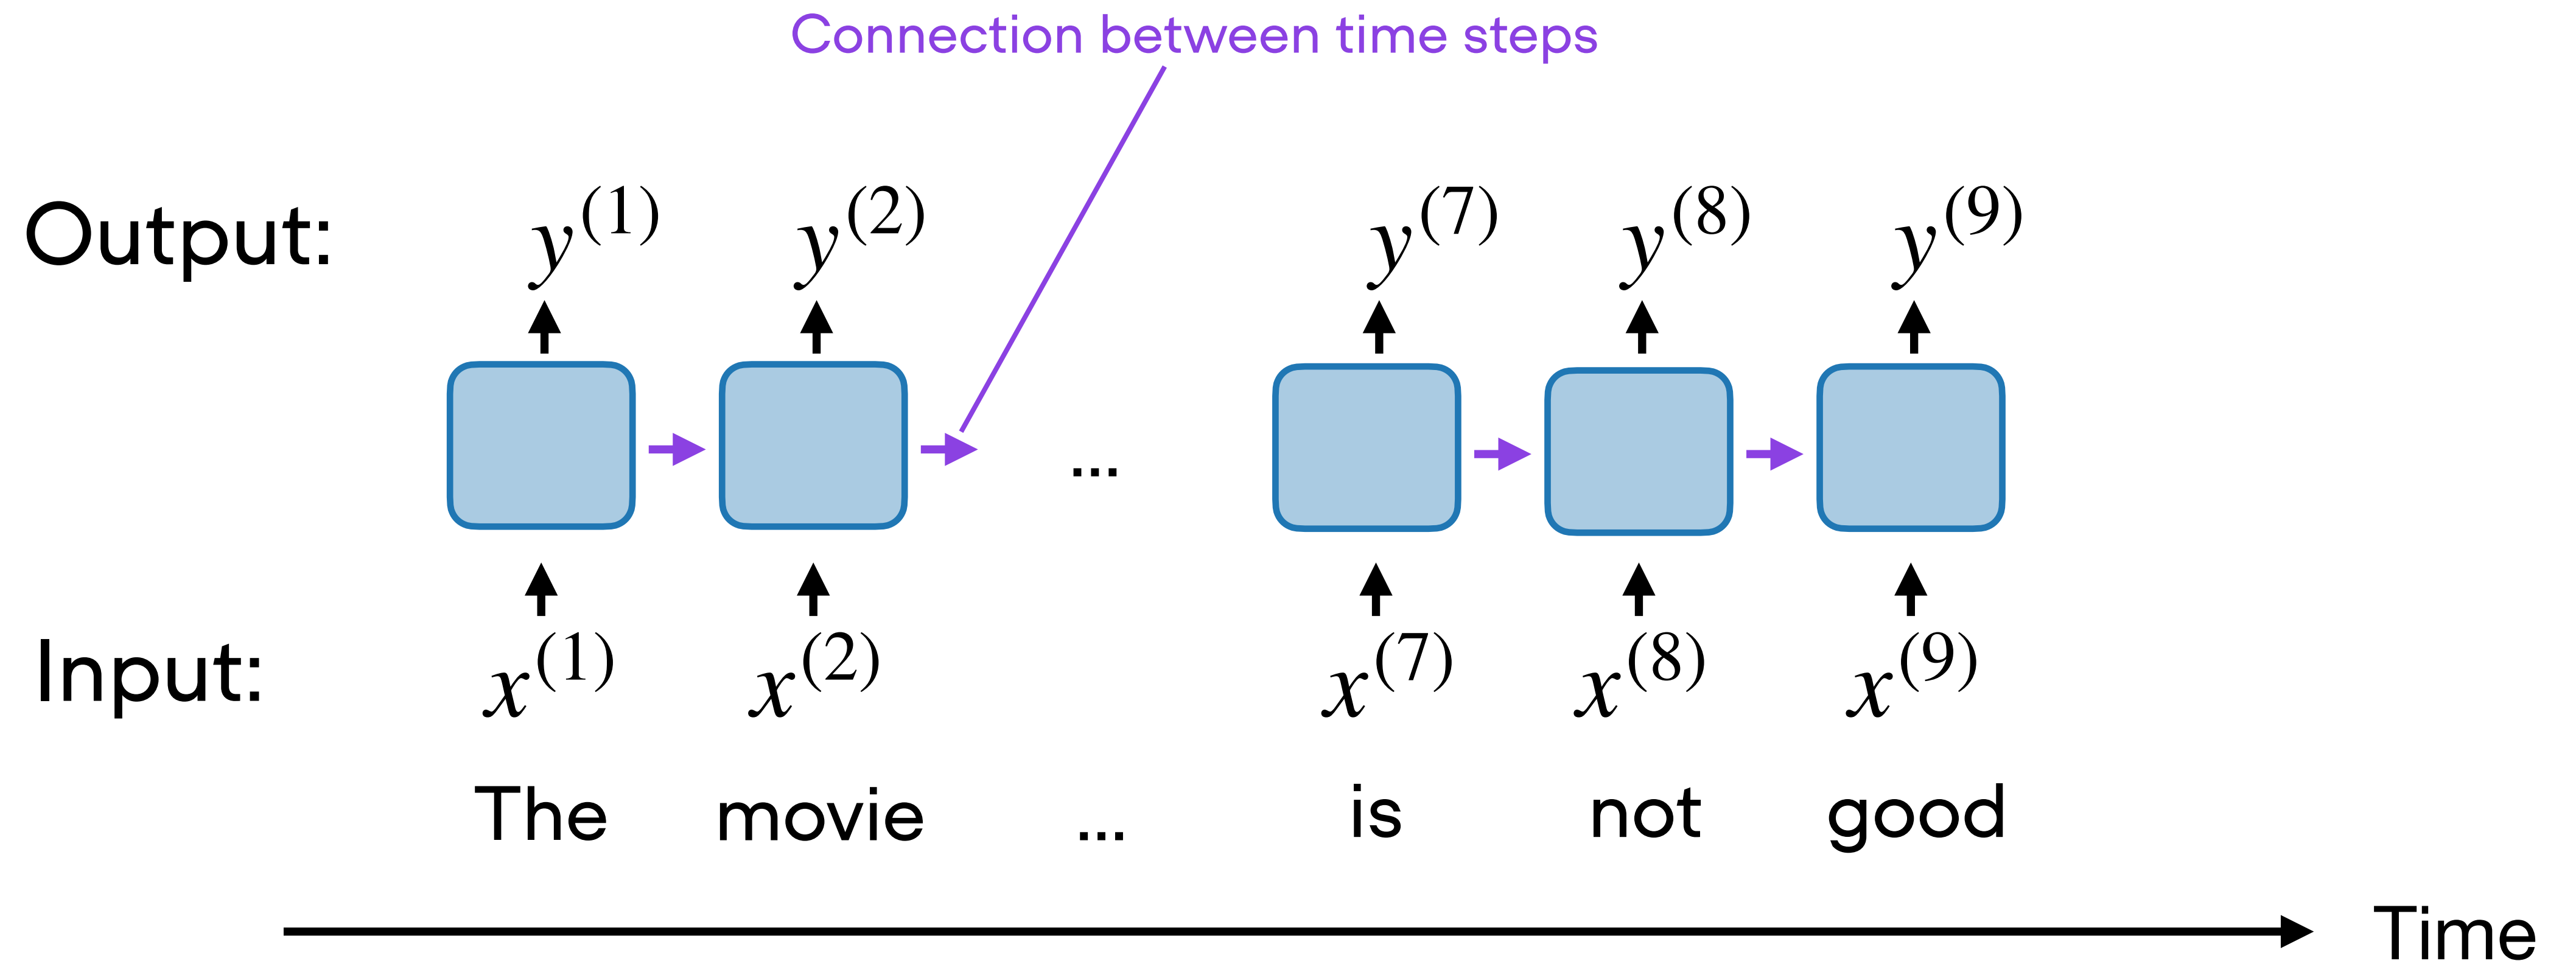 Connection between time steps
Output: y^(1) y^(2) y^(7) y^(8) y^(9)
...
Input: x^(1) x^(2) x^(7) x^(8) x^(9)
The movie ... is not good
Time